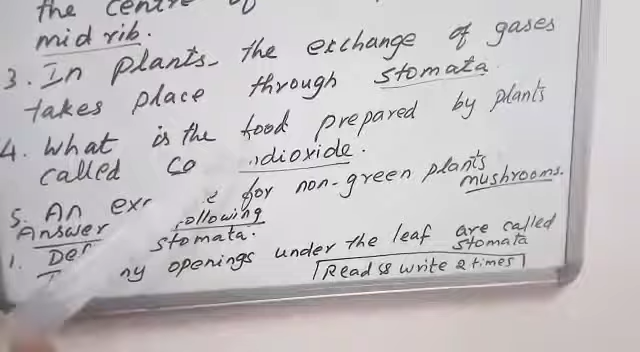 the centre of
mid rib.
3. In plants the exchange of gases
takes place through stomata
4. What is the food prepared by plants
called co dioxide.
5. An for non-green plants
mushrooms.
Answer following
1. stomata.
ny openings under the leaf are called
stomata
Read & write 2 times